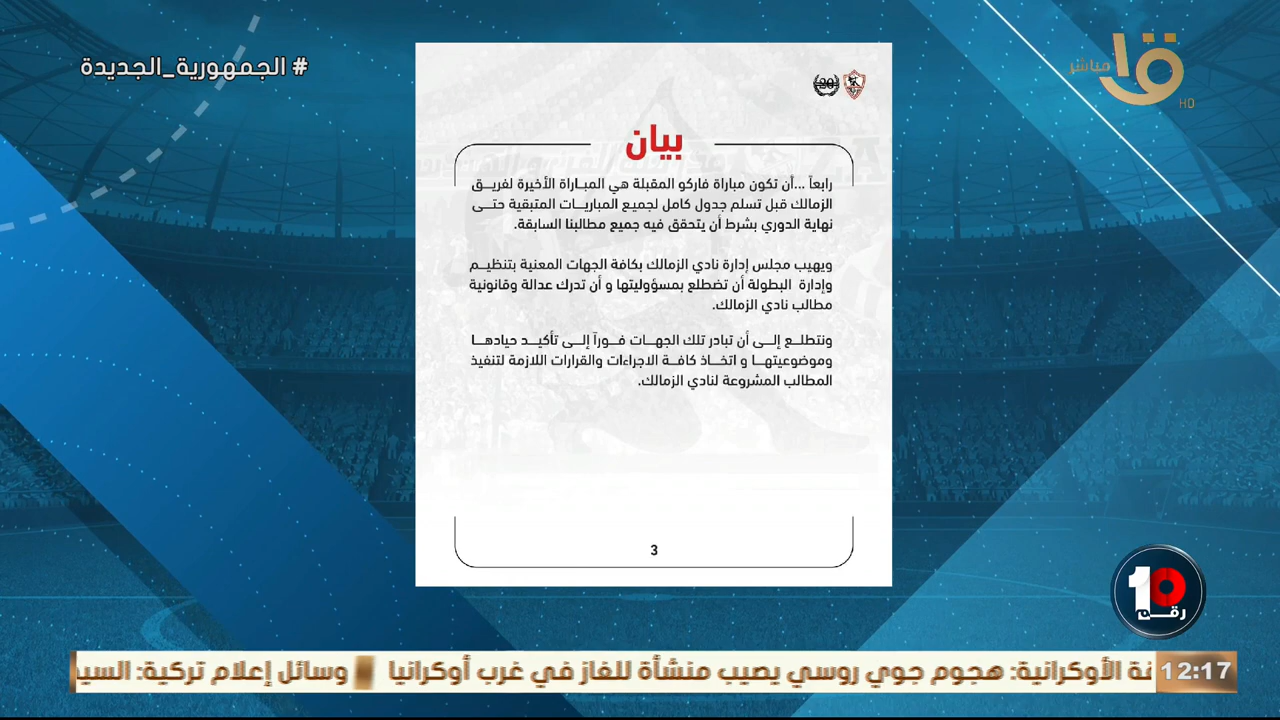 # الجمهورية_الجديدة
مباشر
HD
20
بيان
رابعاً ...أن تكون مباراة فاركو المقبلة هي المباراة الأخيرة لفريق
الزمالك قبل تسلم جدول كامل لجميع المباريات المتبقية حتى
نهاية الدوري بشرط أن يتحقق فيه جميع مطالبنا السابقة.
ويهيب مجلس إدارة نادي الزمالك بكافة الجهات المعنية بتنظيم
وإدارة البطولة أن تضطلع بمسؤوليتها و أن تدرك عدالة وقانونية
مطالب نادي الزمالك.
ونتطلع إلى أن تبادر تلك الجهات فوراً إلى تأكيد حيادها
وموضوعيتها و اتخاذ كافة الاجراءات والقرارات اللازمة لتنفيذ
المطالب المشروعة لنادي الزمالك.
3
رقم 10
12:17
الأوكرانية: هجوم جوي روسي يصيب منشأة للغاز في غرب أوكرانيا وسائل إعلام تركية: